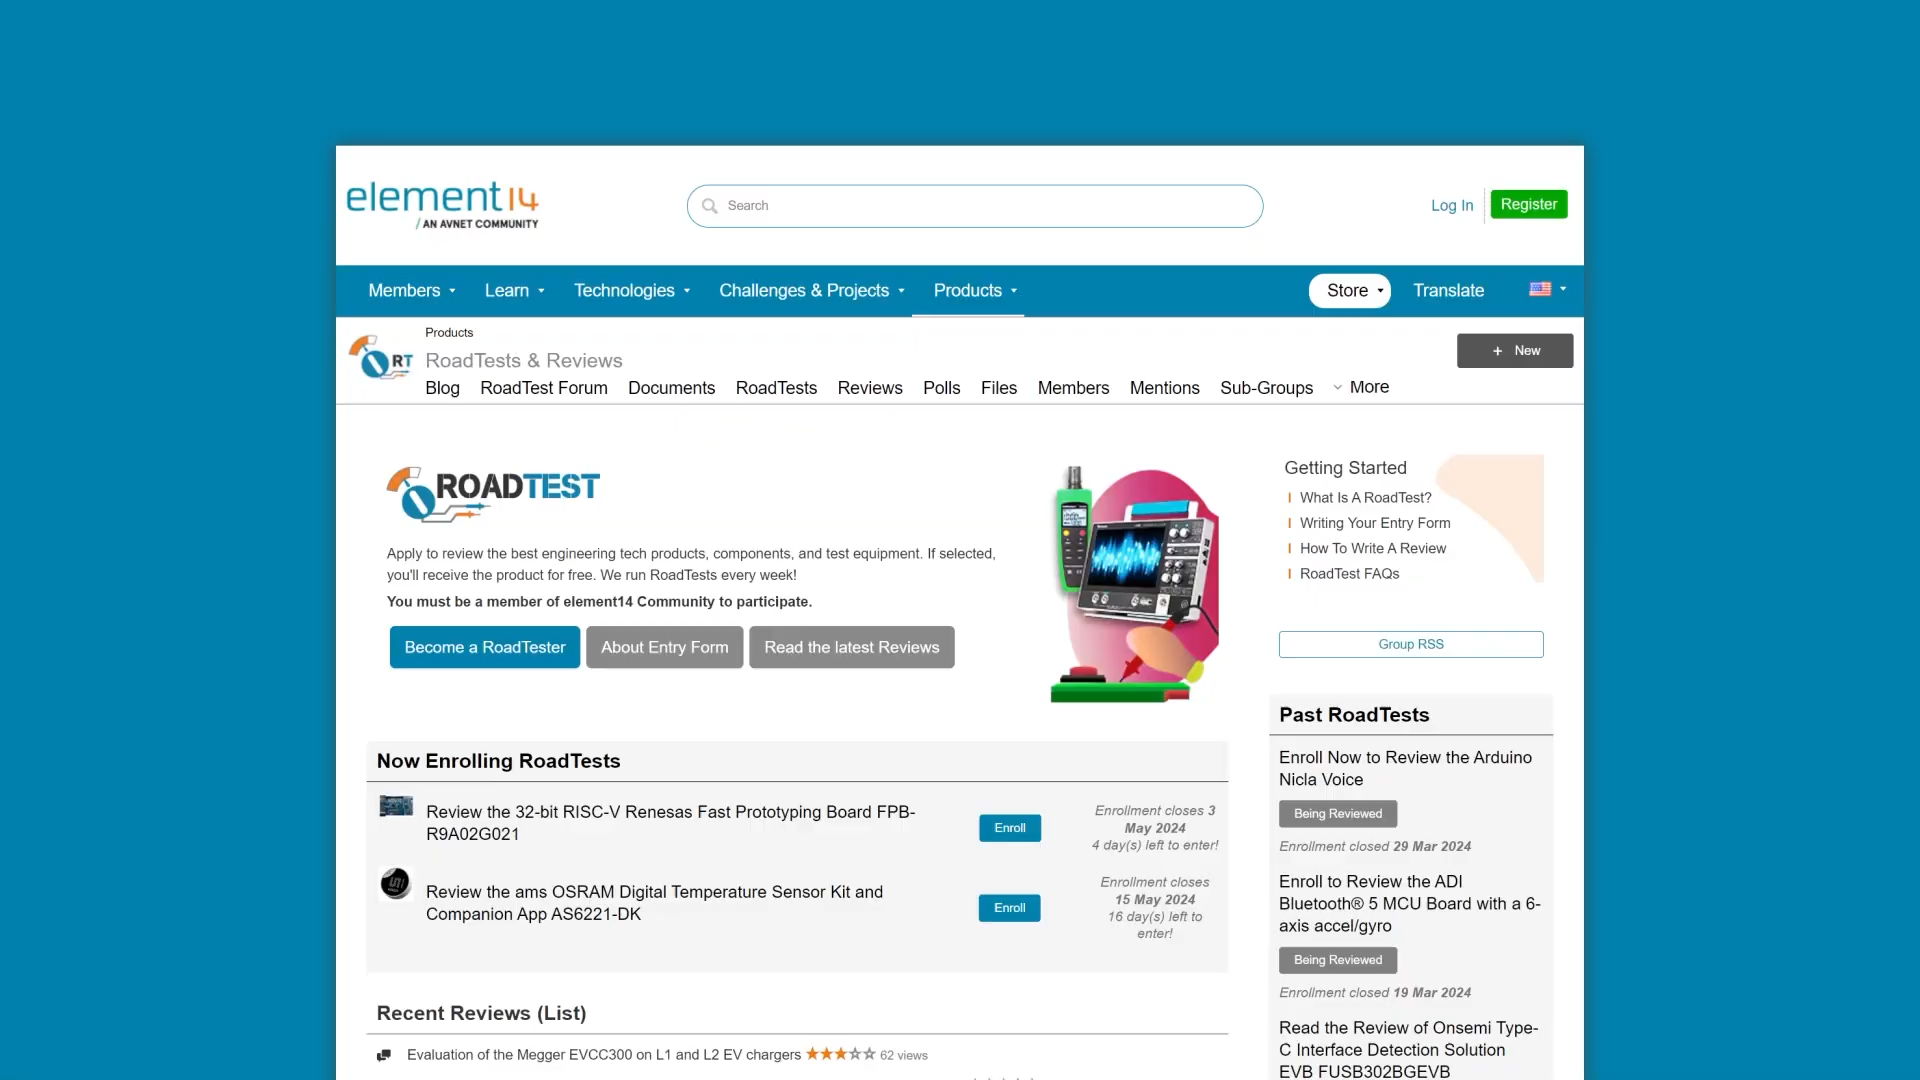 element14
AN AVNET COMMUNITY
Search
Log In
Register
Members
Learn
Technologies
Challenges & Projects
Products
Store
Translate
Products
RT
RoadTests & Reviews
+ New
Blog
RoadTest Forum
Documents
RoadTests
Reviews
Polls
Files
Members
Mentions
Sub-Groups
More
ROADTEST
Apply to review the best engineering tech products, components, and test equipment. If selected,
you'll receive the product for free. We run RoadTests every week!
You must be a member of element14 Community to participate.
Become a RoadTester
About Entry Form
Read the latest Reviews
Getting Started
What Is A RoadTest?
Writing Your Entry Form
How To Write A Review
RoadTest FAQs
Group RSS
Now Enrolling RoadTests
Review the 32-bit RISC-V Renesas Fast Prototyping Board FPB-
R9A02G021
Enroll
Enrollment closes 3
May 2024
4 day(s) left to enter!
Review the ams OSRAM Digital Temperature Sensor Kit and
Companion App AS6221-DK
Enroll
Enrollment closes
15 May 2024
16 day(s) left to
enter!
Recent Reviews (List)
Evaluation of the Megger EVCC300 on L1 and L2 EV chargers
62 views
Past RoadTests
Enroll Now to Review the Arduino
Nicla Voice
Being Reviewed
Enrollment closed 29 Mar 2024
Enroll to Review the ADI
Bluetooth® 5 MCU Board with a 6-
axis accel/gyro
Being Reviewed
Enrollment closed 19 Mar 2024
Read the Review of Onsemi Type-
C Interface Detection Solution
EVB FUSB302BGEVB